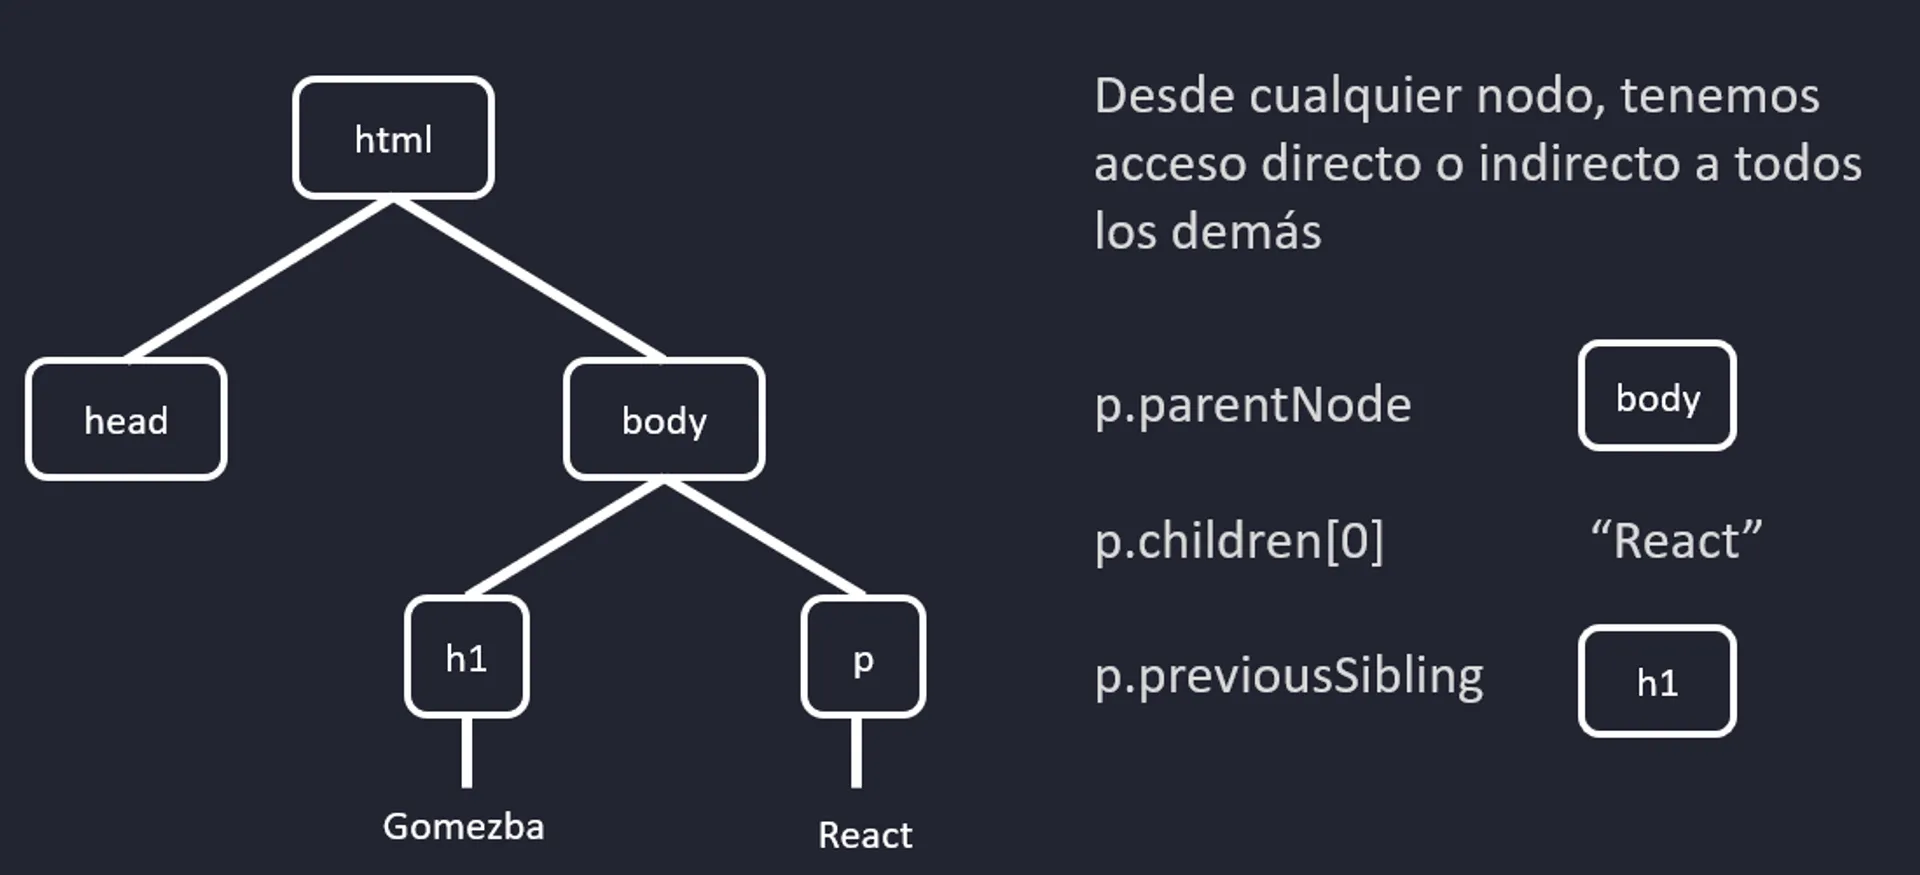 html
head
body
h1
p
Gomezba
React
Desde cualquier nodo, tenemos
acceso directo o indirecto a todos
los demás
p.parentNode
body
p.children[0]
“React”
p.previousSibling
h1